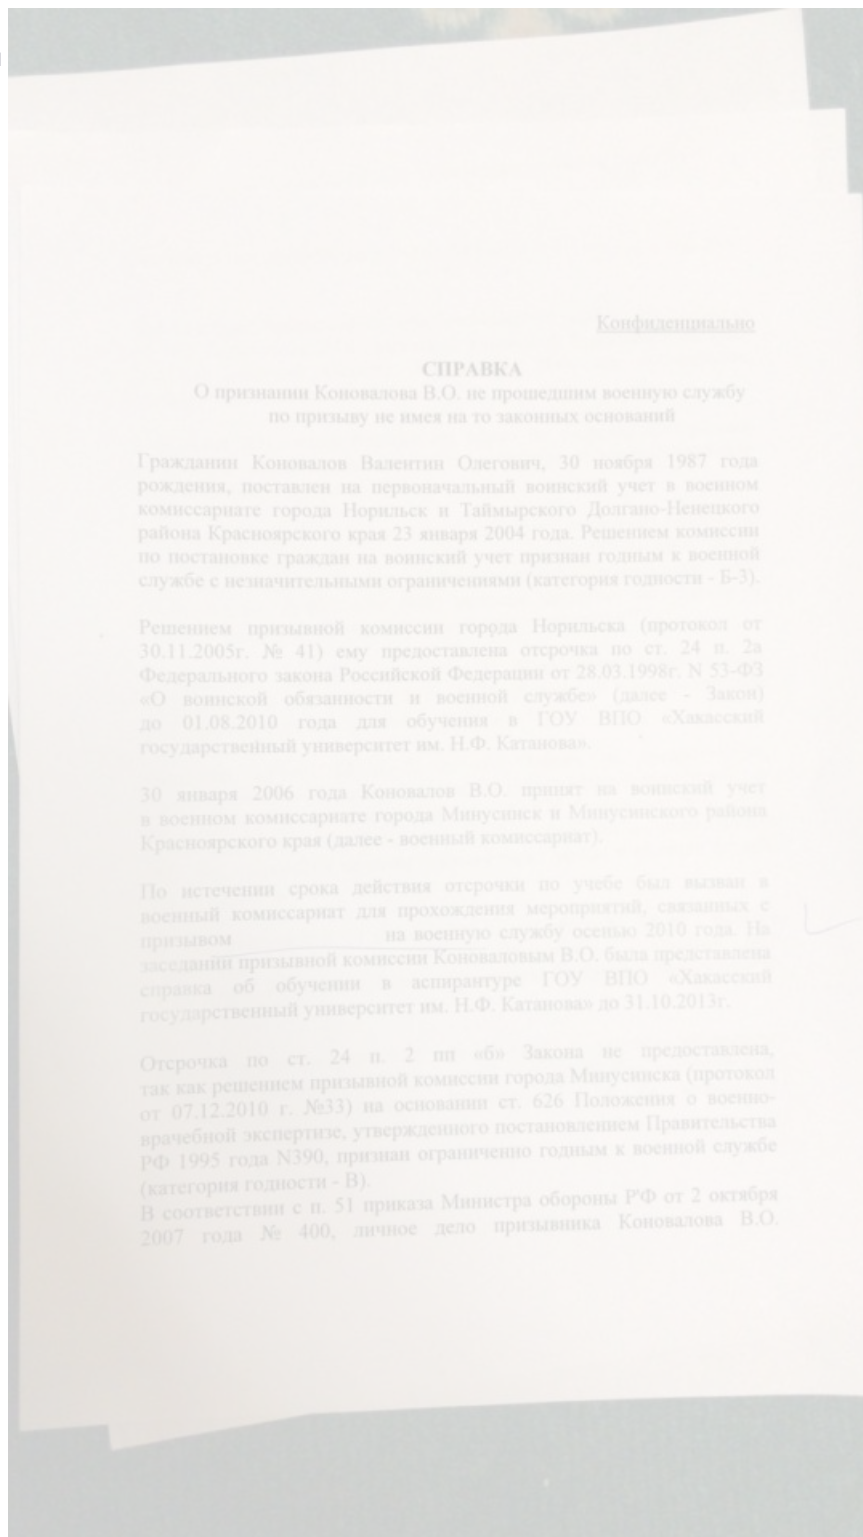 Конфиденциально
СПРАВКА
О признании Коновалова В.О. не прошедшим военную службу
по призыву не имея на то законных оснований
Гражданин Коновалов Валентин Олегович, 30 ноября 1987 года
рождения, поставлен на первоначальный воинский учет в военном
комиссариате города Норильск и Таймырского Долгано-Ненецкого
района Красноярского края 23 января 2004 года. Решением комиссии
по постановке граждан на воинский учет признан годным к военной
службе с незначительными ограничениями (категория годности - Б-3).
Решением призывной комиссии города Норильска (протокол от
30.11.2005г. № 41) ему предоставлена отсрочка по ст. 24 п. 2а
Федерального закона Российской Федерации от 28.03.1998г. N 53-ФЗ
«О воинской обязанности и военной службе» (далее - Закон)
до 01.08.2010 года для обучения в ГОУ ВПО «Хакасский
государственный университет им. Н.Ф. Катанова».
30 января 2006 года Коновалов В.О. принят на воинский учет
в военном комиссариате города Минусинск и Минусинского района
Красноярского края (далее - военный комиссариат).
По истечении срока действия отсрочки по учебе был вызван в
военный комиссариат для прохождения мероприятий, связанных с
призывом на военную службу осенью 2010 года. На
заседании призывной комиссии Коноваловым В.О. была представлена
справка об обучении в аспирантуре ГОУ ВПО «Хакасский
государственный университет им. Н.Ф. Катанова» до 31.10.2013г.
Отсрочка по ст. 24 п. 2 пп «б» Закона не предоставлена,
так как решением призывной комиссии города Минусинска (протокол
от 07.12.2010 г. №33) на основании ст. 62б Положения о военно-
врачебной экспертизе, утвержденного постановлением Правительства
РФ 1995 года N390, признан ограниченно годным к военной службе
(категория годности - В).
В соответствии с п. 51 приказа Министра обороны Р'Ф от 2 октября
2007 года № 400, личное дело призывника Коновалова В.О.